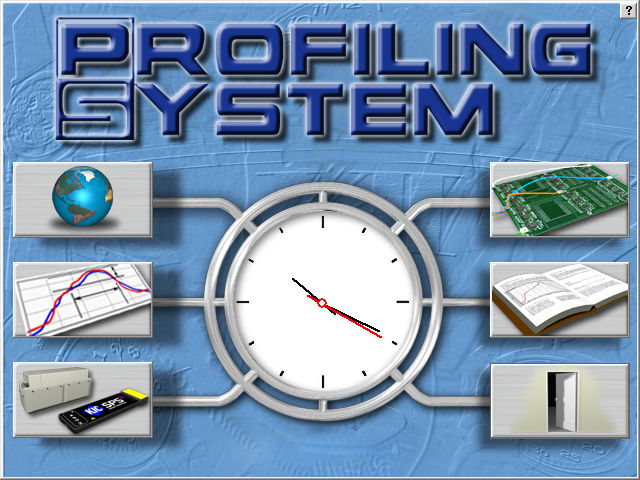 ?
PROFILING
SYSTEM
KIC SPS